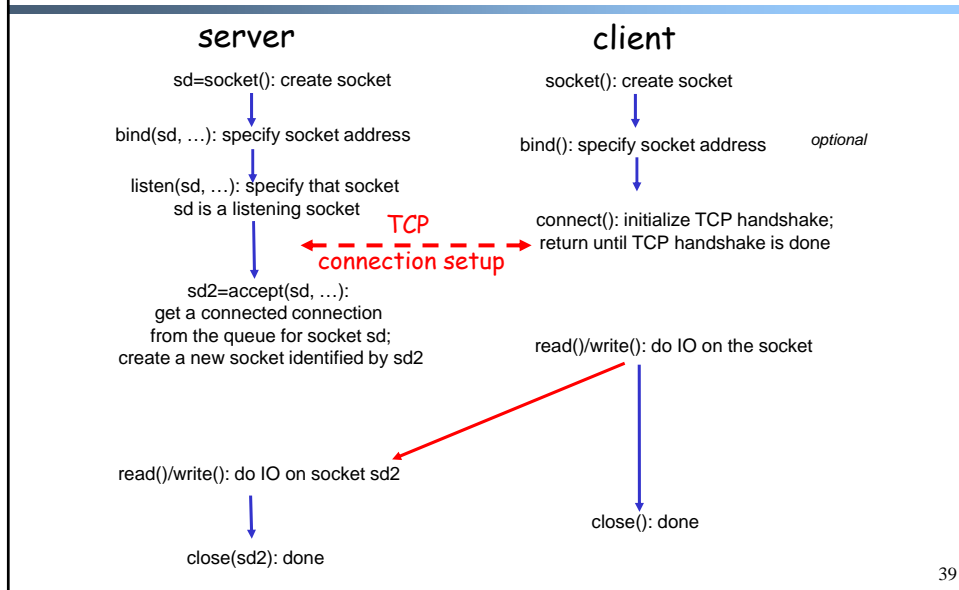 server
sd=socket(): create socket
bind(sd, …): specify socket address
listen(sd, …): specify that socket
sd is a listening socket
TCP
connection setup
sd2=accept(sd, …):
get a connected connection
from the queue for socket sd;
create a new socket identified by sd2
read()/write(): do IO on socket sd2
close(sd2): done
client
socket(): create socket
bind(): specify socket address
optional
connect(): initialize TCP handshake;
return until TCP handshake is done
read()/write(): do IO on the socket
close(): done
39